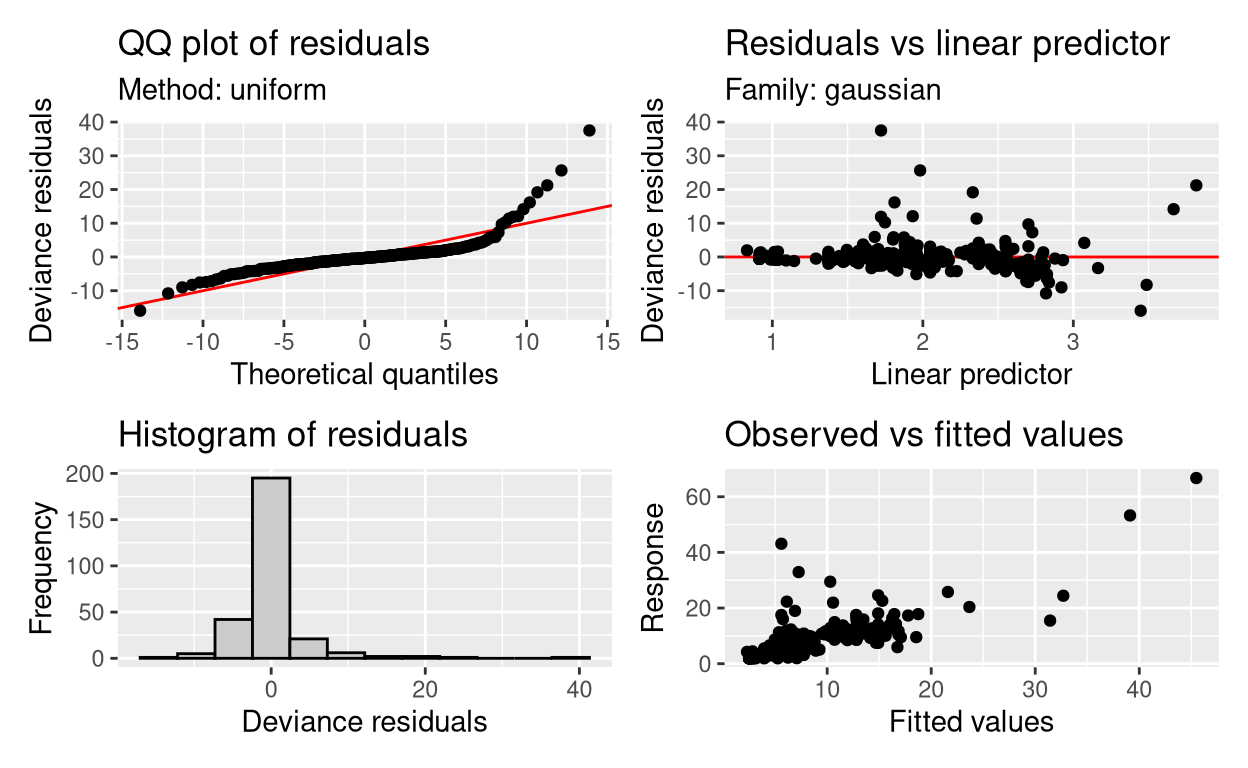 QQ plot of residuals
Method: uniform
Deviance residuals
40
30
20
10
0
-10
-15
-10
-5
0
5
10
15
Theoretical quantiles
Residuals vs linear predictor
Family: gaussian
Deviance residuals
40
30
20
10
0
-10
1
2
3
Linear predictor
Histogram of residuals
Frequency
200
150
100
50
0
0
20
40
Deviance residuals
Observed vs fitted values
Response
60
40
20
0
10
20
30
40
Fitted values